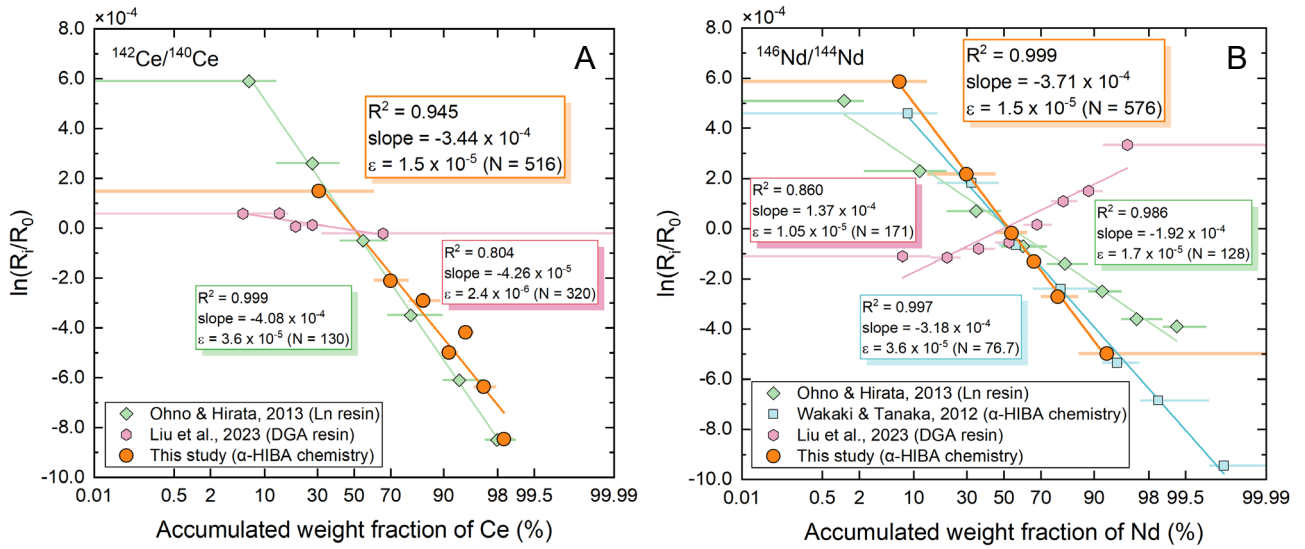 ×10⁻⁴
8.0
6.0
4.0
2.0
0.0
-2.0
-4.0
-6.0
-8.0
-10.0
ln(Rᵢ/R₀)
¹⁴²Ce/¹⁴⁰Ce
A
R² = 0.945
slope = -3.44 x 10⁻⁴
ε = 1.5 x 10⁻⁵ (N = 516)
R² = 0.804
slope = -4.26 x 10⁻⁵
ε = 2.4 x 10⁻⁶ (N = 320)
R² = 0.999
slope = -4.08 x 10⁻⁴
ε = 3.6 x 10⁻⁵ (N = 130)
Ohno & Hirata, 2013 (Ln resin)
Liu et al., 2023 (DGA resin)
This study (α-HIBA chemistry)
0.01 0.5 2 10 30 50 70 90 98 99.5 99.99
Accumulated weight fraction of Ce (%)
×10⁻⁴
8.0
6.0
4.0
2.0
0.0
-2.0
-4.0
-6.0
-8.0
-10.0
ln(Rᵢ/R₀)
¹⁴⁶Nd/¹⁴⁴Nd
B
R² = 0.999
slope = -3.71 x 10⁻⁴
ε = 1.5 x 10⁻⁵ (N = 576)
R² = 0.860
slope = 1.37 x 10⁻⁴
ε = 1.05 x 10⁻⁵ (N = 171)
R² = 0.986
slope = -1.92 x 10⁻⁴
ε = 1.7 x 10⁻⁵ (N = 128)
R² = 0.997
slope = -3.18 x 10⁻⁴
ε = 3.6 x 10⁻⁵ (N = 76.7)
Ohno & Hirata, 2013 (Ln resin)
Wakaki & Tanaka, 2012 (α-HIBA chemistry)
Liu et al., 2023 (DGA resin)
This study (α-HIBA chemistry)
0.01 0.5 2 10 30 50 70 90 98 99.5 99.99
Accumulated weight fraction of Nd (%)